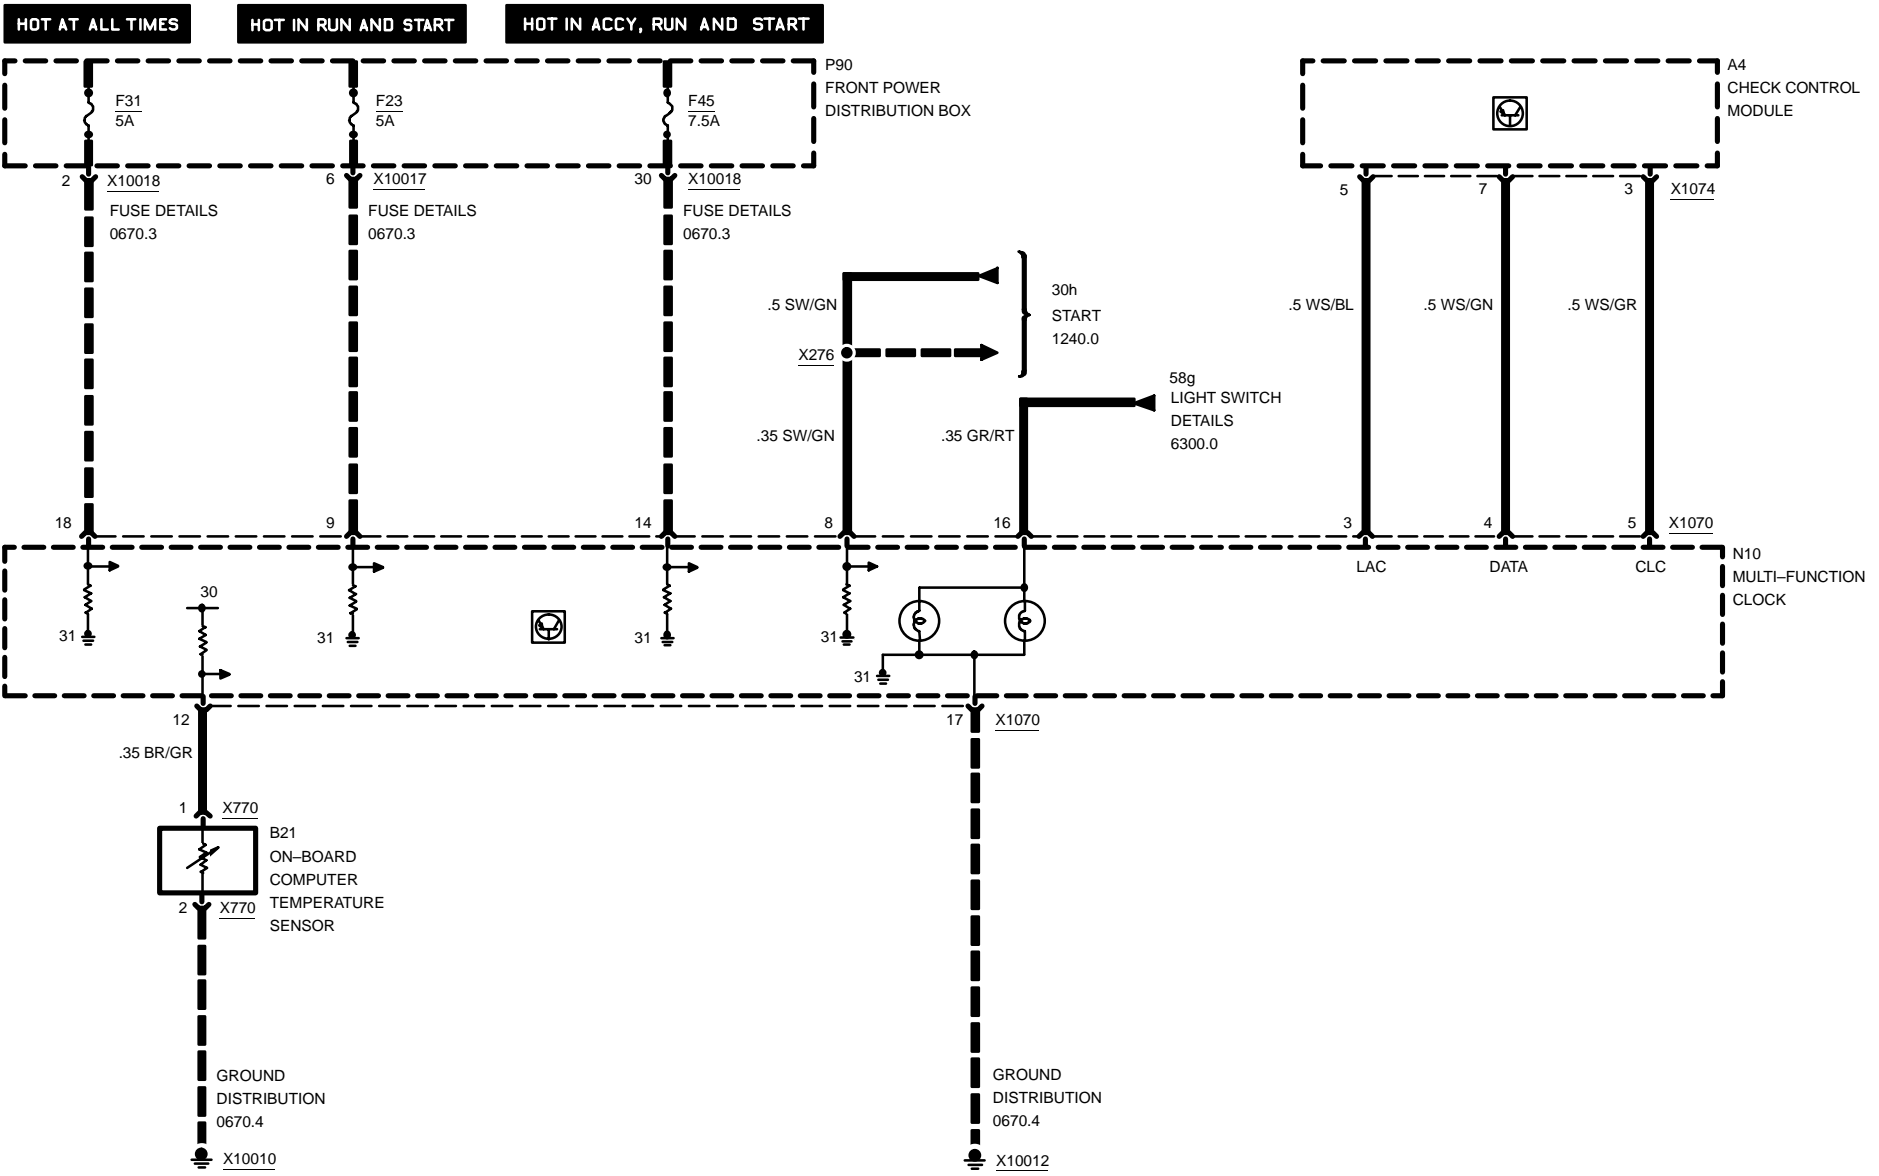 HOT AT ALL TIMES
HOT IN RUN AND START
HOT IN ACCY, RUN AND START
P90
FRONT POWER
DISTRIBUTION BOX
F31
5A
F23
5A
F45
7.5A
A4
CHECK CONTROL
MODULE
2
X10018
FUSE DETAILS
0670.3
6
X10017
FUSE DETAILS
0670.3
30
X10018
FUSE DETAILS
0670.3
5
7
3
X1074
.5 SW/GN
30h
START
1240.0
X276
.5 WS/BL
.5 WS/GN
.5 WS/GR
58g
LIGHT SWITCH
DETAILS
6300.0
.35 SW/GN
.35 GR/RT
18
9
14
8
16
3
4
5
X1070
LAC
DATA
CLC
N10
MULTI–FUNCTION
CLOCK
30
31
31
31
31
31
12
17
X1070
.35 BR/GR
1
X770
B21
ON–BOARD
COMPUTER
TEMPERATURE
SENSOR
2
X770
GROUND
DISTRIBUTION
0670.4
X10010
GROUND
DISTRIBUTION
0670.4
X10012